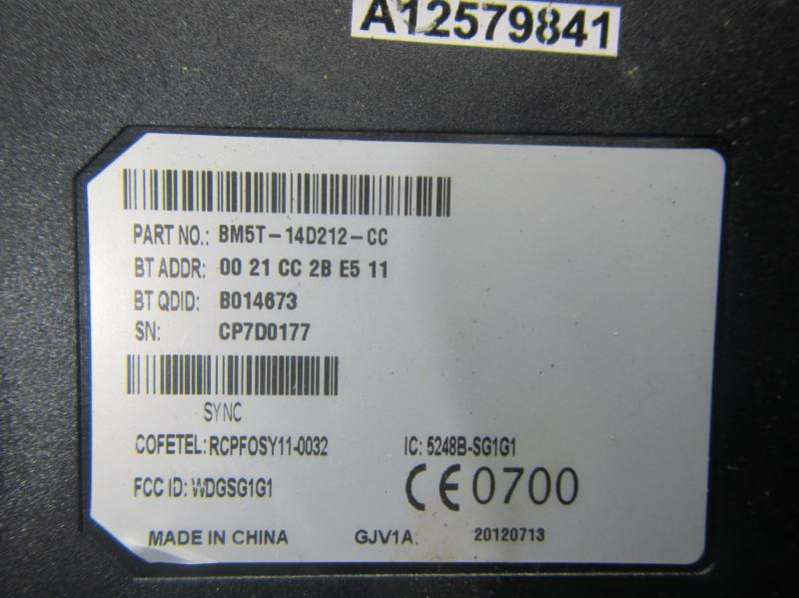 A12579841
PART NO.: BM5T-14D212-CC
BT ADDR: 00 21 CC 2B E5 11
BT QDID: B014673
SN: CP7D0177
SYNC
COFETEL: RCPFOSY11-0032 IC: 5248B-SG1G1
FCC ID: WDGSG1G1 CE 0700
MADE IN CHINA GJV1A. 20120713